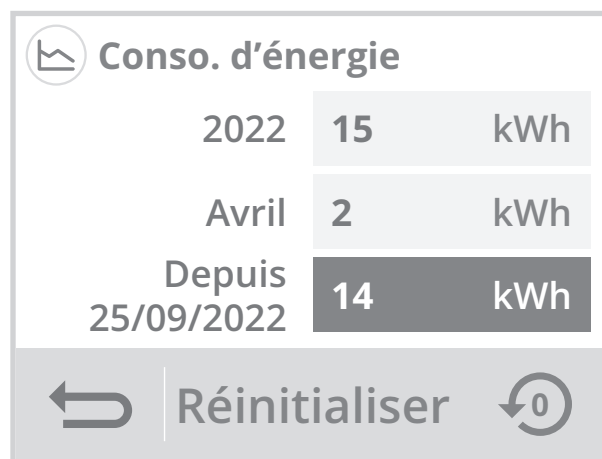 Conso. d’énergie
2022 15 kWh
Avril 2 kWh
Depuis
25/09/2022 14 kWh
Réinitialiser 0